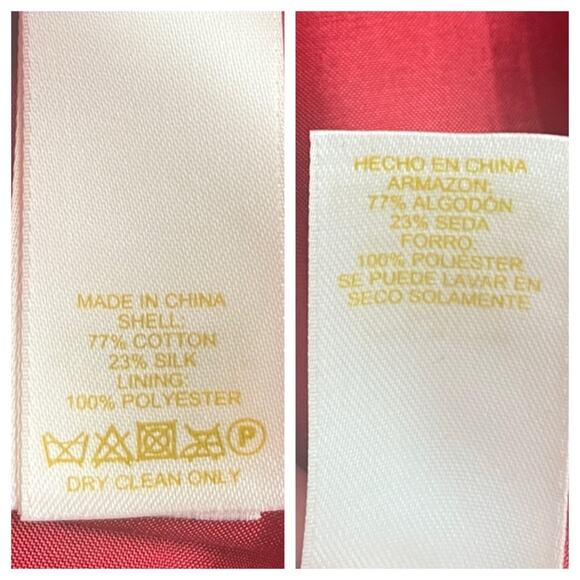 MADE IN CHINA
SHELL:
77% COTTON
23% SILK
LINING:
100% POLYESTER
P
DRY CLEAN ONLY
HECHO EN CHINA
ARMAZON:
77% ALGODÓN
23% SEDA
FORRO:
100% POLIÉSTER
SE PUEDE LAVAR EN
SECO SOLAMENTE